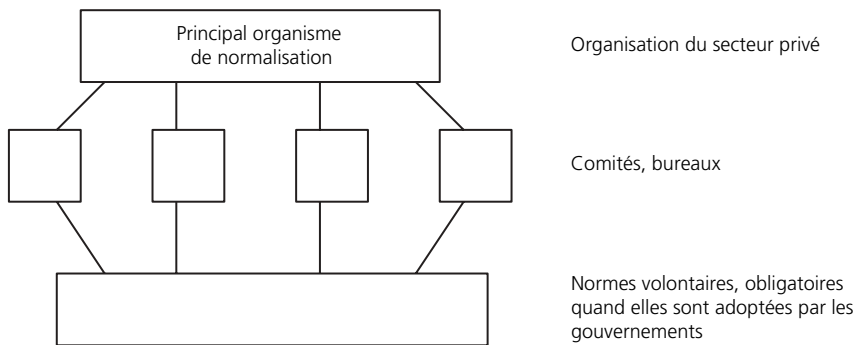 Principal organisme
de normalisation
Organisation du secteur privé
Comités, bureaux
Normes volontaires, obligatoires
quand elles sont adoptées par les
gouvernements